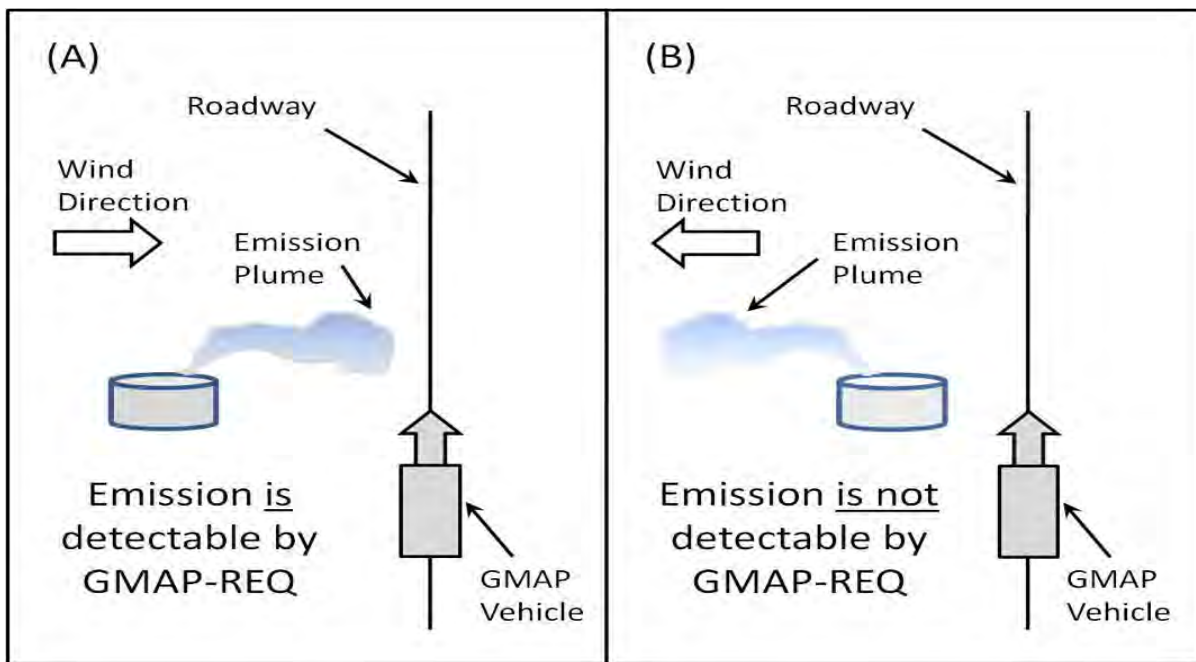 (A)
Roadway
Wind
Direction
Emission
Plume
Emission is
detectable by
GMAP-REQ
GMAP
Vehicle
(B)
Roadway
Wind
Direction
Emission
Plume
Emission is not
detectable by
GMAP-REQ
GMAP
Vehicle